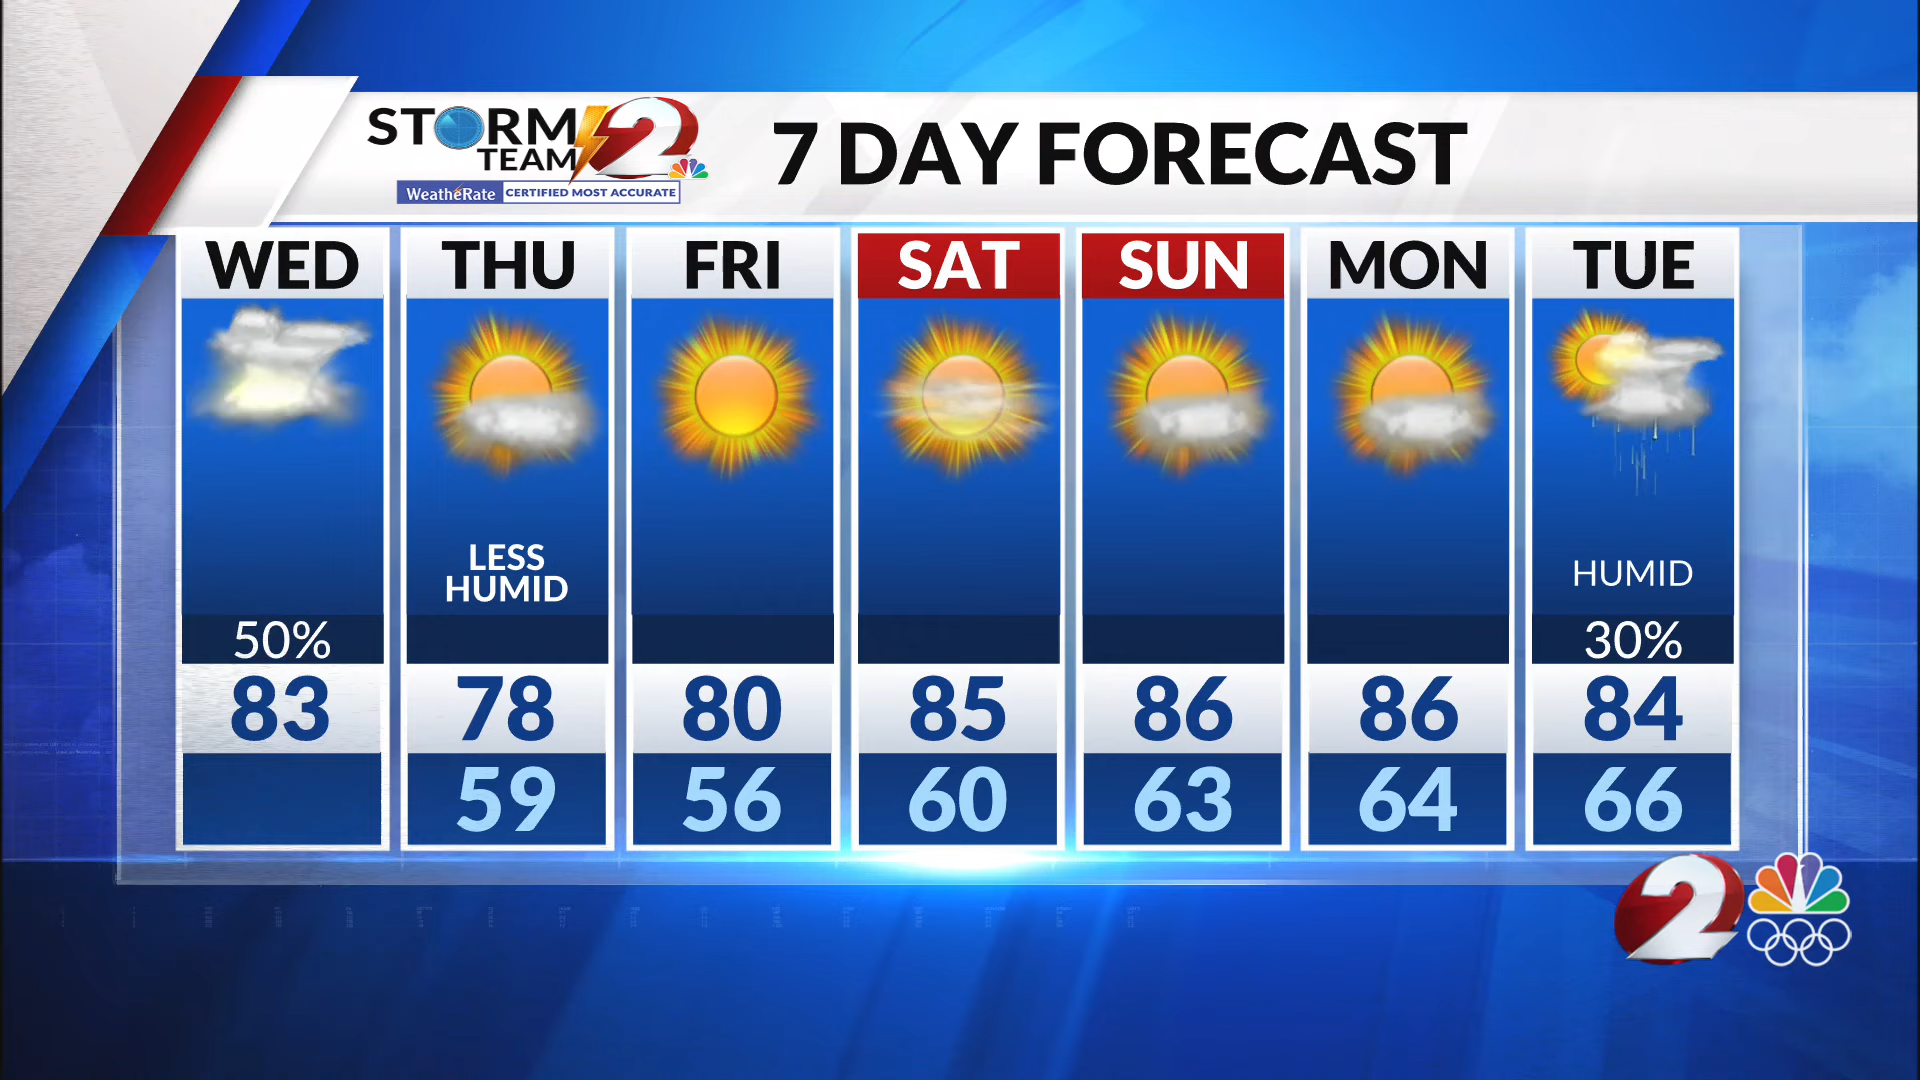 STORM
TEAM
2
WeatheRate CERTIFIED MOST ACCURATE
7 DAY FORECAST
WED THU FRI SAT SUN MON TUE
LESS
HUMID
HUMID
50% 30%
83 78 80 85 86 86 84
59 56 60 63 64 66
2